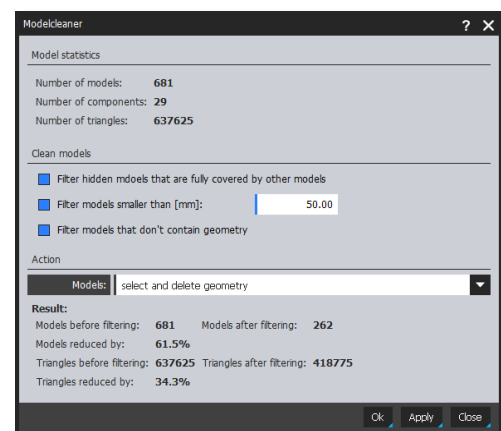 Modelcleaner ? X
Model statistics
Number of models: 681
Number of components: 29
Number of triangles: 637625
Clean models
Filter hidden mdoels that are fully covered by other models
Filter models smaller than [mm]: 50.00
Filter models that don't contain geometry
Action
Models: select and delete geometry
Result:
Models before filtering: 681 Models after filtering: 262
Models reduced by: 61.5%
Triangles before filtering: 637625 Triangles after filtering: 418775
Triangles reduced by: 34.3%
Ok Apply Close